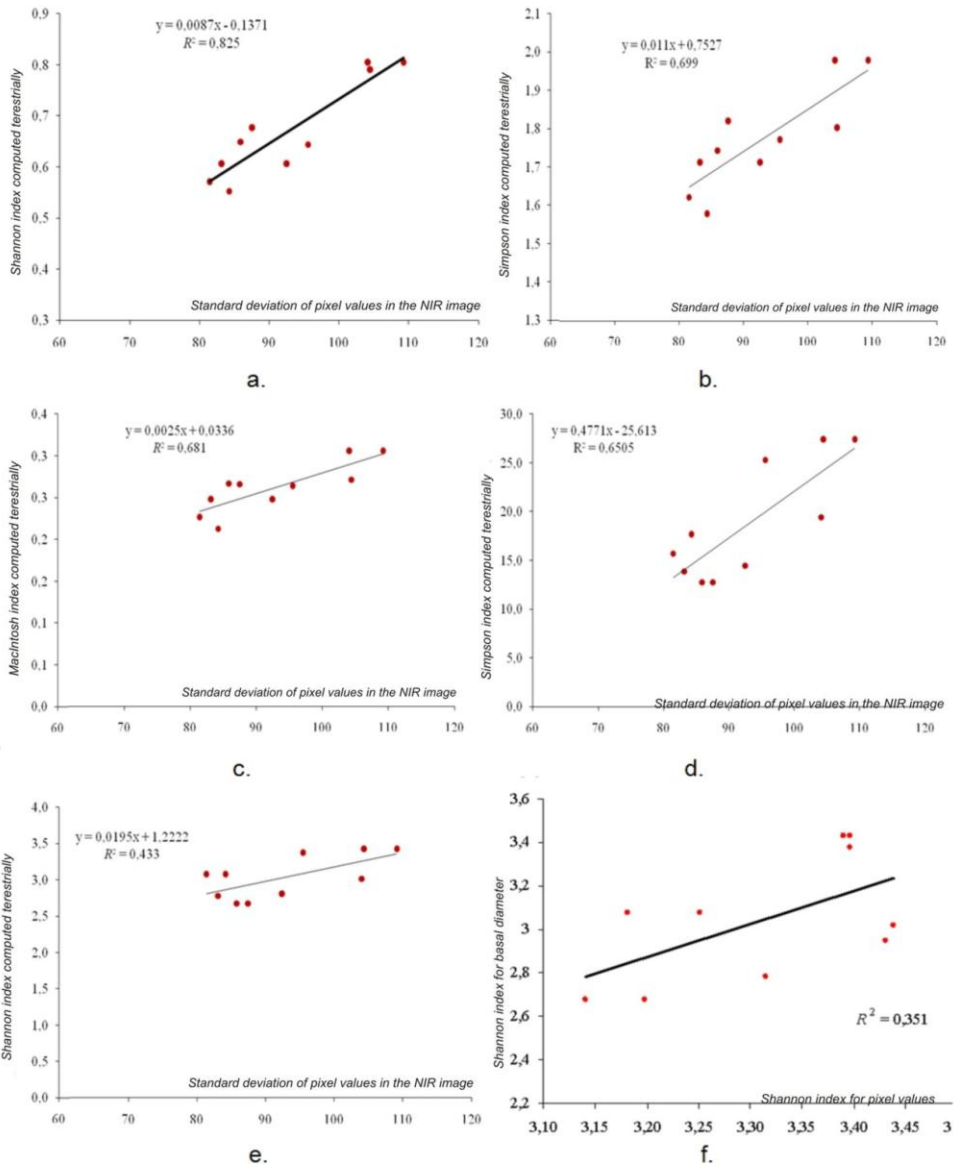 0,9
y = 0,0087x - 0,1371
R² = 0,825
0,8
0,7
0,6
0,5
0,4
0,3
Shannon index computed terestrially
Standard deviation of pixel values in the NIR image
60 70 80 90 100 110 120
a.
2,1
y = 0,011x + 0,7527
R² = 0,699
2,0
1,9
1,8
1,7
1,6
1,5
1,4
1,3
Simpson index computed terestrially
Standard deviation of pixel values in the NIR image
60 70 80 90 100 110 120
b.
0,4
y = 0,0025x + 0,0336
R² = 0,681
0,3
0,3
0,2
0,2
0,1
0,1
0,0
MacIntosh index computed terestrially
Standard deviation of pixel values in the NIR image
60 70 80 90 100 110 120
c.
30,0
y = 0,4771x - 25,613
R² = 0,6505
25,0
20,0
15,0
10,0
5,0
0,0
Simpson index computed terestrially
Standard deviation of pixel values in the NIR image
60 70 80 90 100 110 120
d.
4,0
y = 0,0195x + 1,2222
R² = 0,433
3,5
3,0
2,5
2,0
1,5
1,0
0,5
0,0
Shannon index computed terestrially
Standard deviation of pixel values in the NIR image
60 70 80 90 100 110 120
e.
3,6
3,4
3,2
3
2,8
2,6
2,4
2,2
Shannon index for basal diameter
R² = 0,351
Shannon index for pixel values
3,10 3,15 3,20 3,25 3,30 3,35 3,40 3,45 3
f.